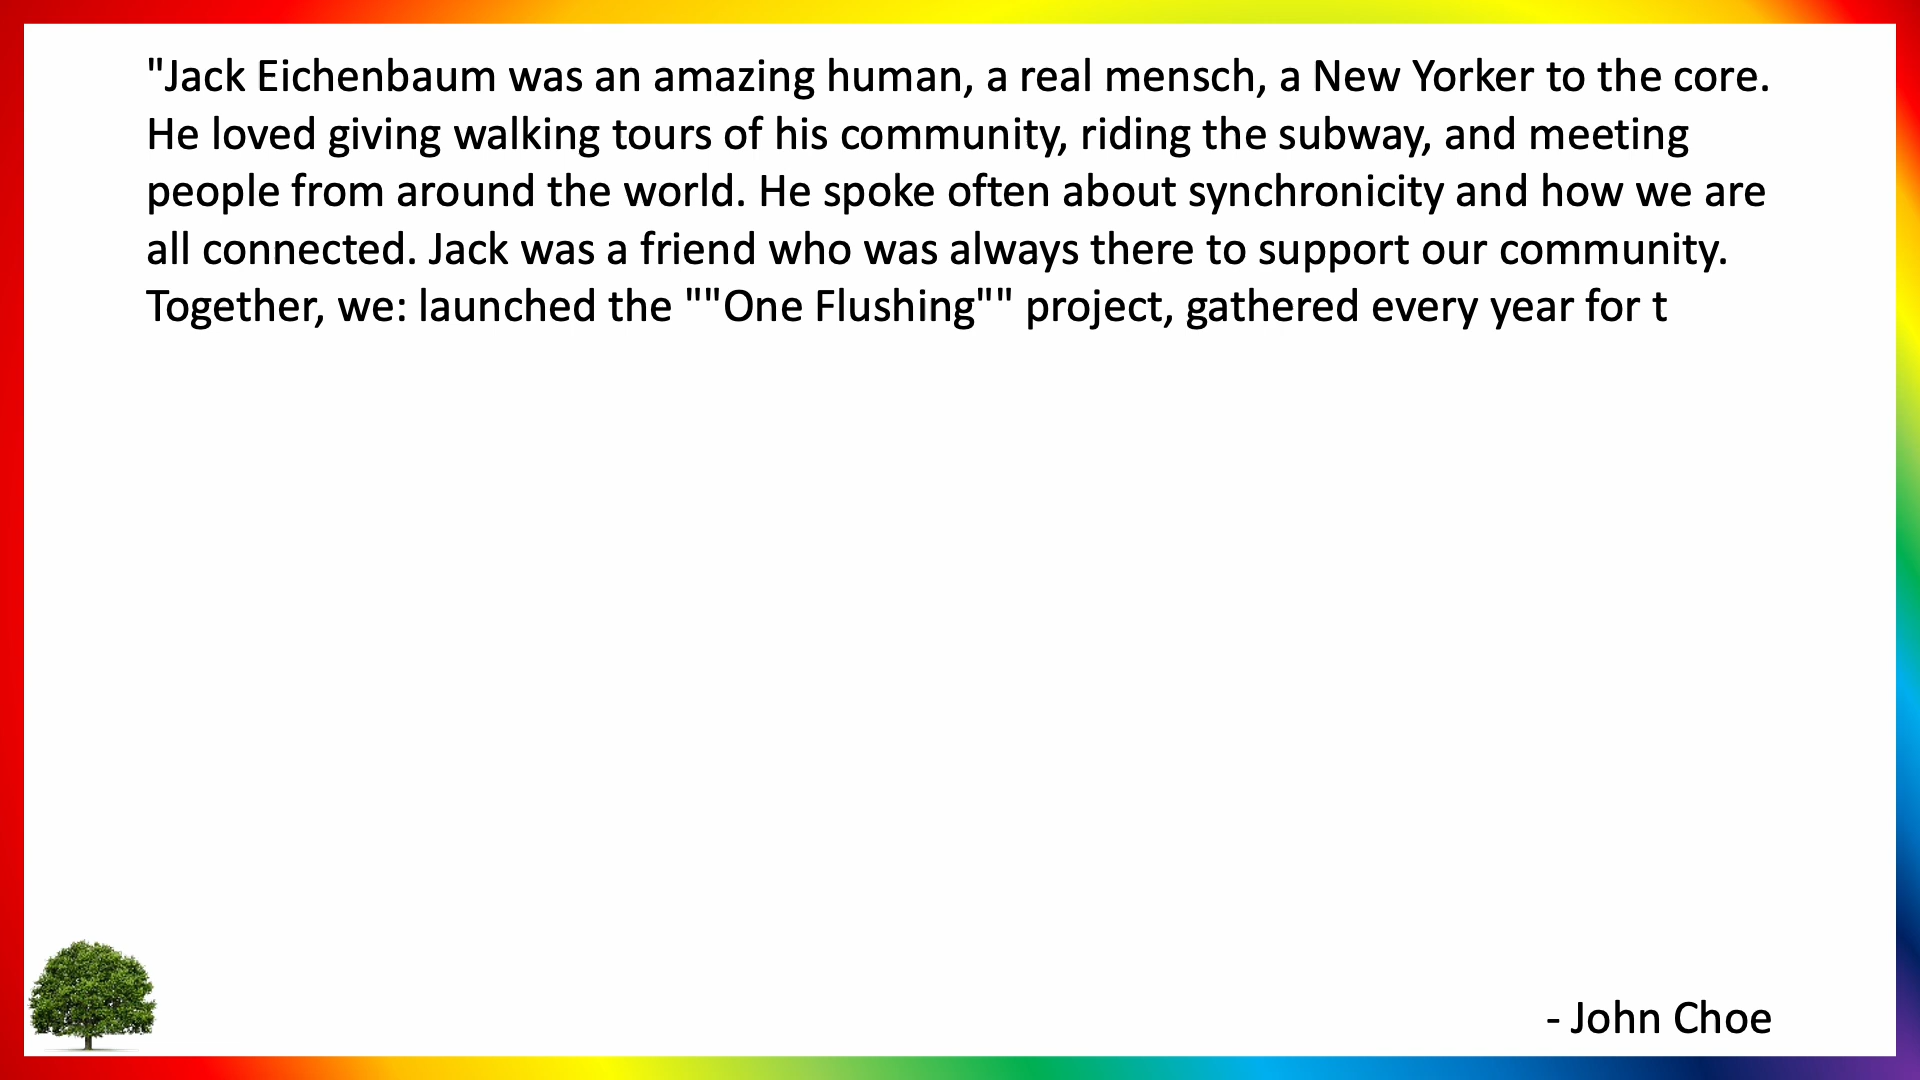 "Jack Eichenbaum was an amazing human, a real mensch, a New Yorker to the core.
He loved giving walking tours of his community, riding the subway, and meeting
people from around the world. He spoke often about synchronicity and how we are
all connected. Jack was a friend who was always there to support our community.
Together, we: launched the ""One Flushing"" project, gathered every year for t
- John Choe